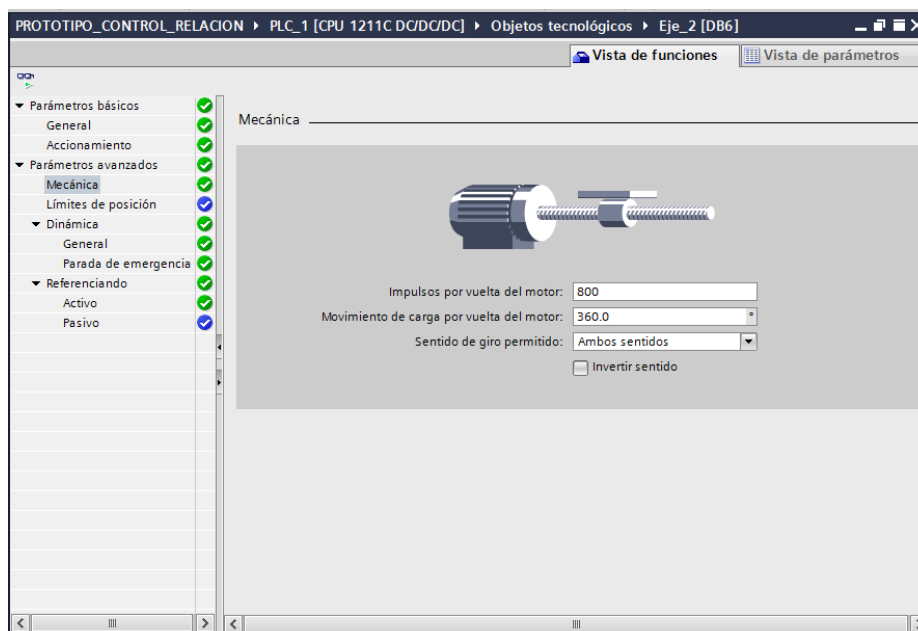 PROTOTIPO_CONTROL_RELACION ▸ PLC_1 [CPU 1211C DC/DC/DC] ▸ Objetos tecnológicos ▸ Eje_2 [DB6]
Vista de funciones
Vista de parámetros
Parámetros básicos
General
Accionamiento
Parámetros avanzados
Mecánica
Límites de posición
Dinámica
General
Parada de emergencia
Referenciando
Activo
Pasivo
Mecánica
Impulsos por vuelta del motor: 800
Movimiento de carga por vuelta del motor: 360.0 °
Sentido de giro permitido: Ambos sentidos
Invertir sentido